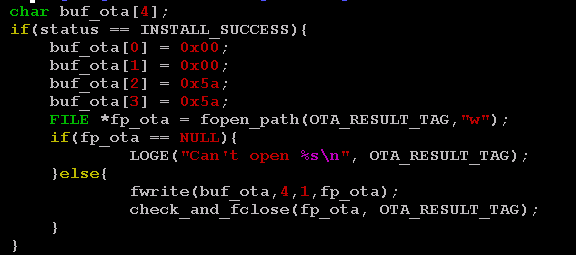 char buf_ota[4];
if(status == INSTALL_SUCCESS){
buf_ota[0] = 0x00;
buf_ota[1] = 0x00;
buf_ota[2] = 0x5a;
buf_ota[3] = 0x5a;
FILE *fp_ota = fopen_path(OTA_RESULT_TAG,"w");
if(fp_ota == NULL){
LOGE("Can't open %s\n", OTA_RESULT_TAG);
}else{
fwrite(buf_ota,4,1,fp_ota);
check_and_fclose(fp_ota, OTA_RESULT_TAG);
}
}